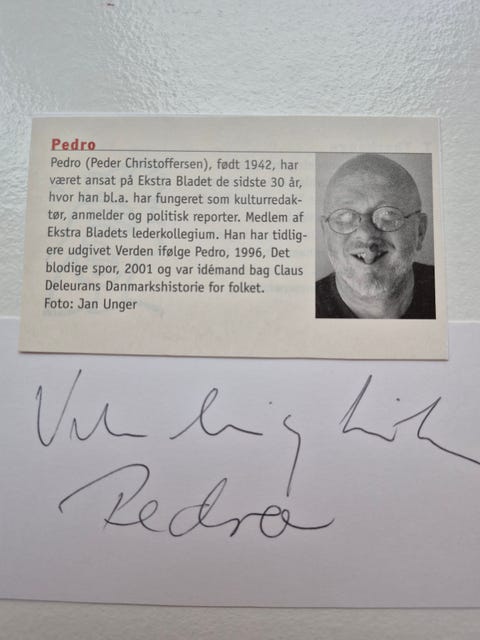 Pedro
Pedro (Peder Christoffersen), født 1942, har
været ansat på Ekstra Bladet de sidste 30 år,
hvor han bl.a. har fungeret som kulturredak-
tør, anmelder og politisk reporter. Medlem af
Ekstra Bladets lederkollegium. Han har tidlig-
ere udgivet Verden ifølge Pedro, 1996, Det
blodige spor, 2001 og var idémand bag Claus
Deleurans Danmarkshistorie for folket.
Foto: Jan Unger
Venlig hilsen
Pedro